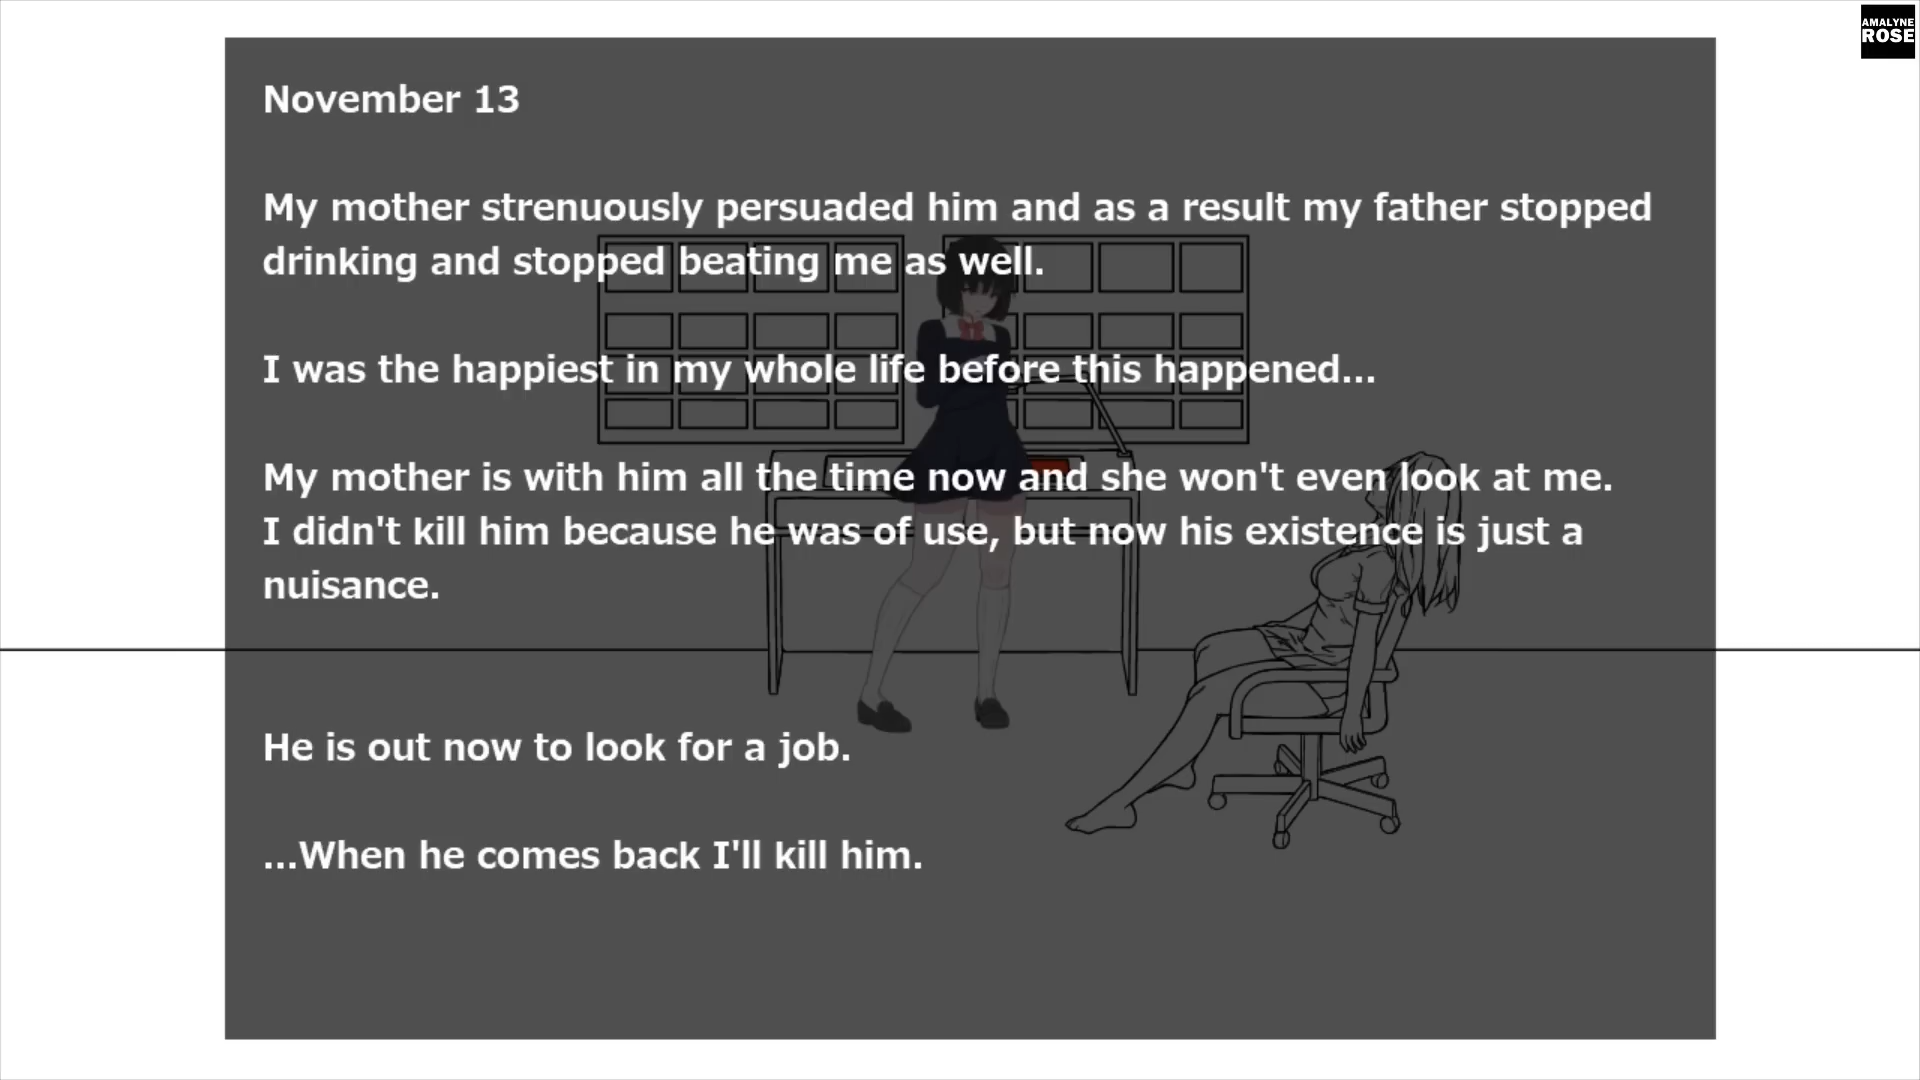 AMALYNE
ROSE
November 13
My mother strenuously persuaded him and as a result my father stopped
drinking and stopped beating me as well.
I was the happiest in my whole life before this happened...
My mother is with him all the time now and she won't even look at me.
I didn't kill him because he was of use, but now his existence is just a
nuisance.
He is out now to look for a job.
...When he comes back I'll kill him.